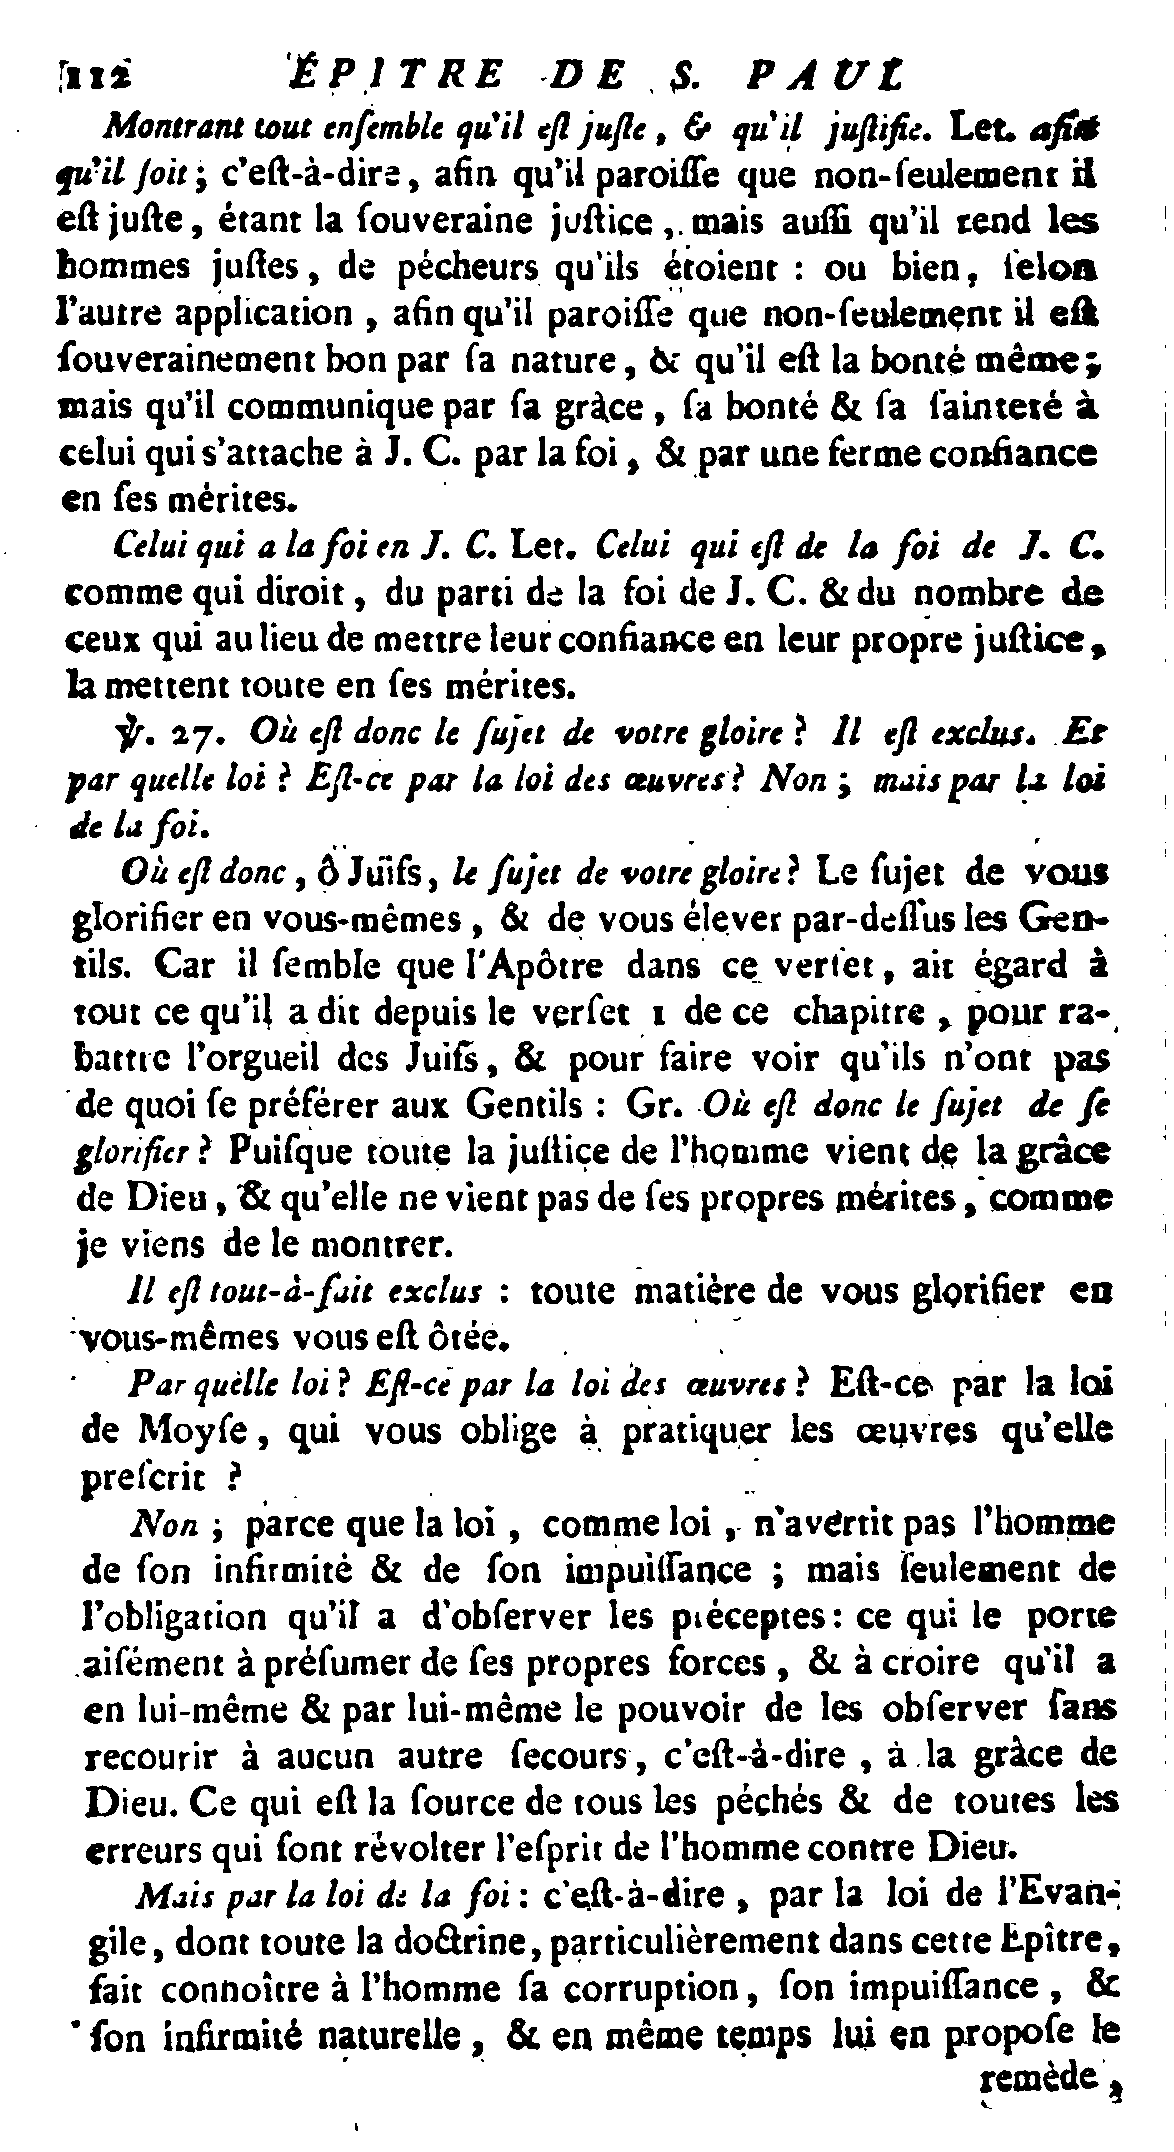 112 ÉPITRE DE S. PAUL
Montrant tout enſemble qu'il eſt juſte, & qu'il juſtifie. Let. afin
qu'il ſoit; c'eſt-à-dire, afin qu'il paroiſſe que non-ſeulement il
eſt juſte, étant la ſouveraine juſtice, mais auſſi qu'il rend les
hommes juſtes, de pécheurs qu'ils étoient : ou bien, ſelon
l'autre application, afin qu'il paroiſſe que non-ſeulement il eſt
ſouverainement bon par ſa nature, & qu'il eſt la bonté même;
mais qu'il communique par ſa grâce, ſa bonté & ſa ſainteté à
celui qui s'attache à J. C. par la foi, & par une ferme confiance
en ſes mérites.
Celui qui a la foi en J. C. Let. Celui qui eſt de la foi de J. C.
comme qui diroit, du parti de la foi de J. C. & du nombre de
ceux qui au lieu de mettre leur confiance en leur propre juſtice,
la mettent toute en ſes mérites.
℣. 27. Où eſt donc le ſujet de votre gloire ? Il eſt exclus. Et
par quelle loi ? Eſt-ce par la loi des œuvres ? Non ; mais par la loi
de la foi.
Où eſt donc, ô Juifs, le ſujet de votre gloire ? Le ſujet de vous
glorifier en vous-mêmes, & de vous élever par-deſſus les Gen-
tils. Car il ſemble que l'Apôtre dans ce verſet, ait égard à
tout ce qu'il a dit depuis le verſet 1 de ce chapitre, pour ra-
battre l'orgueil des Juifs, & pour faire voir qu'ils n'ont pas
de quoi ſe préférer aux Gentils : Gr. Où eſt donc le ſujet de ſe
glorifier ? Puiſque toute la juſtice de l'homme vient de la grâce
de Dieu, & qu'elle ne vient pas de ſes propres mérites, comme
je viens de le montrer.
Il eſt tout-à-fait exclus : toute matière de vous glorifier en
vous-mêmes vous eſt ôtée.
Par quelle loi ? Eſt-ce par la loi des œuvres ? Eſt-ce par la loi
de Moyſe, qui vous oblige à pratiquer les œuvres qu'elle
preſcrit ?
Non ; parce que la loi, comme loi, n'avertit pas l'homme
de ſon infirmité & de ſon impuiſſance ; mais ſeulement de
l'obligation qu'il a d'obſerver les préceptes : ce qui le porte
aiſément à préſumer de ſes propres forces, & à croire qu'il a
en lui-même & par lui-même le pouvoir de les obſerver ſans
recourir à aucun autre ſecours, c'eſt-à-dire, à la grâce de
Dieu. Ce qui eſt la ſource de tous les péchés & de toutes les
erreurs qui ſont révolter l'eſprit de l'homme contre Dieu.
Mais par la loi de la foi : c'eſt-à-dire, par la loi de l'Evan-
gile, dont toute la doctrine, particulièrement dans cette Epître,
fait connoître à l'homme ſa corruption, ſon impuiſſance, &
ſon infirmité naturelle, & en même temps lui en propoſe le
remède,